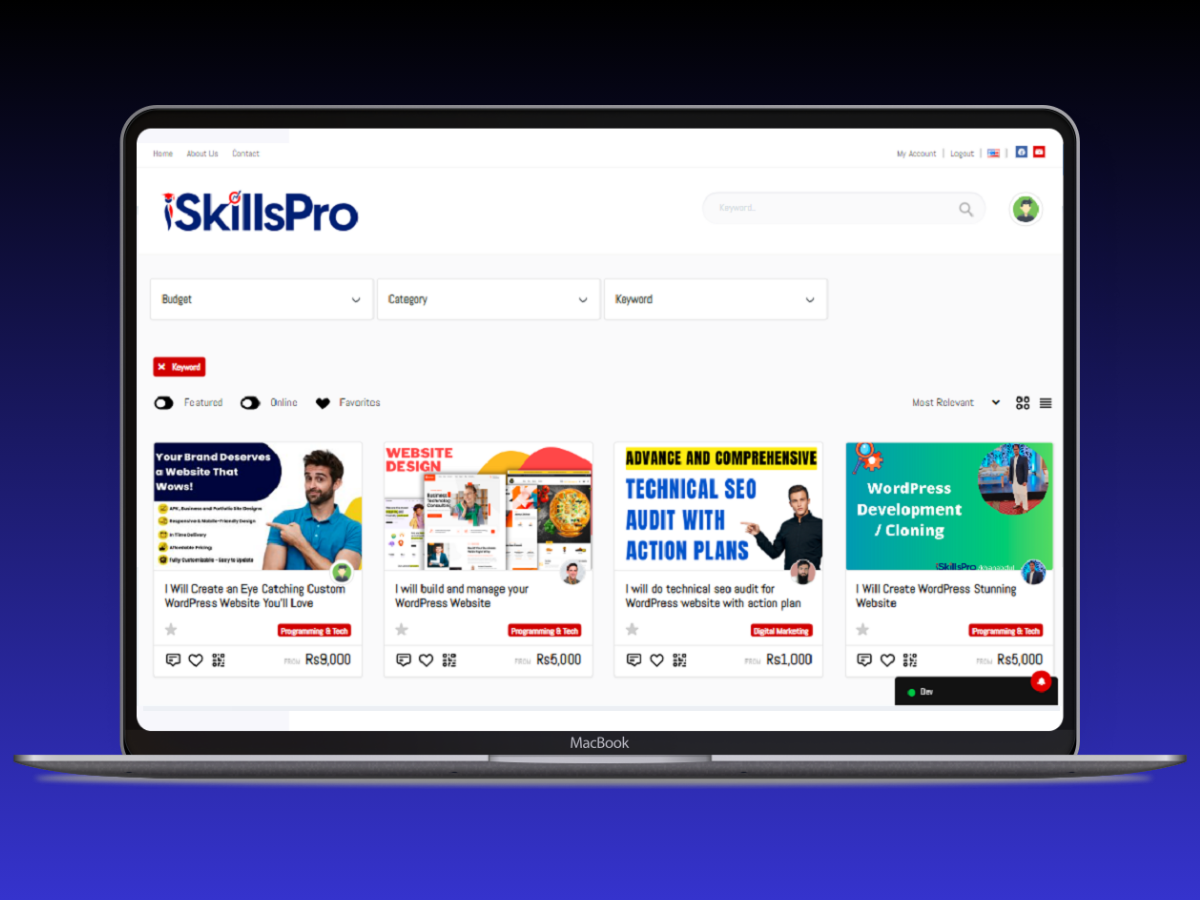 Home About Us Contact
My Account | Logout | |
iSkillsPro
Keyword..
Budget
Category
Keyword
× Keyword
Featured Online Favorites
Most Relevant
Your Brand Deserves
a Website That
Wows!
APK, Business and Portfolio Site Designs
Responsive & Mobile-Friendly Design
In-Time Delivery
Affordable Pricing
Fully Customizable - Easy to Update
I Will Create an Eye Catching Custom
WordPress Website You'll Love
Programming & Tech
FROM Rs9,000
WEBSITE
DESIGN
I will build and manage your
WordPress Website
Programming & Tech
FROM Rs6,000
ADVANCE AND COMPREHENSIVE
TECHNICAL SEO
AUDIT WITH
ACTION PLANS
I will do technical seo audit for
WordPress website with action plan
Digital Marketing
FROM Rs1,000
WordPress
Development
/ Cloning
iSkillsPro
I Will Create WordPress Stunning
Website
Programming & Tech
FROM Rs5,000
Dev
MacBook